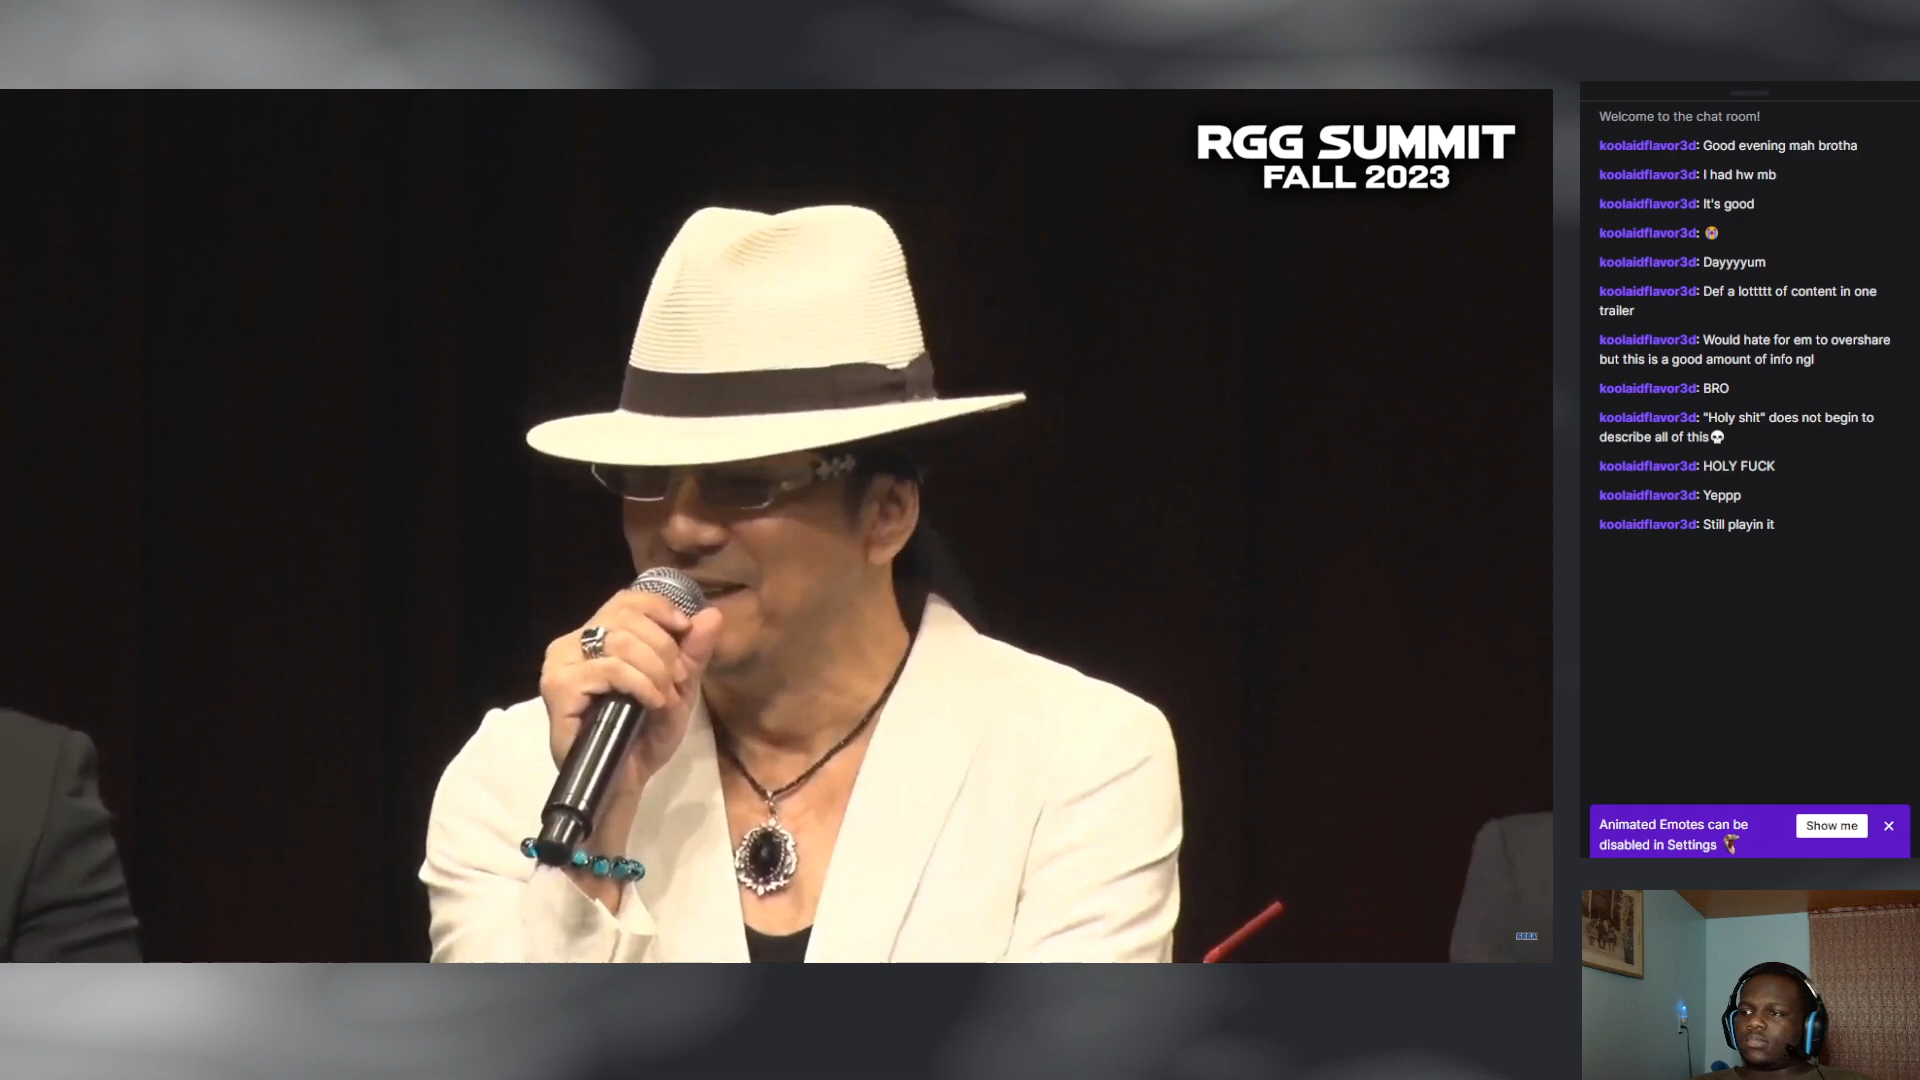 RGG SUMMIT
FALL 2023
SEGA
Welcome to the chat room!
koolaidflavor3d: Good evening mah brotha
koolaidflavor3d: I had hw mb
koolaidflavor3d: It's good
koolaidflavor3d:
koolaidflavor3d: Dayyyyum
koolaidflavor3d: Def a lottttt of content in one
trailer
koolaidflavor3d: Would hate for em to overshare
but this is a good amount of info ngl
koolaidflavor3d: BRO
koolaidflavor3d: "Holy shit" does not begin to
describe all of this💀
koolaidflavor3d: HOLY FUCK
koolaidflavor3d: Yeppp
koolaidflavor3d: Still playin it
Animated Emotes can be
disabled in Settings
Show me